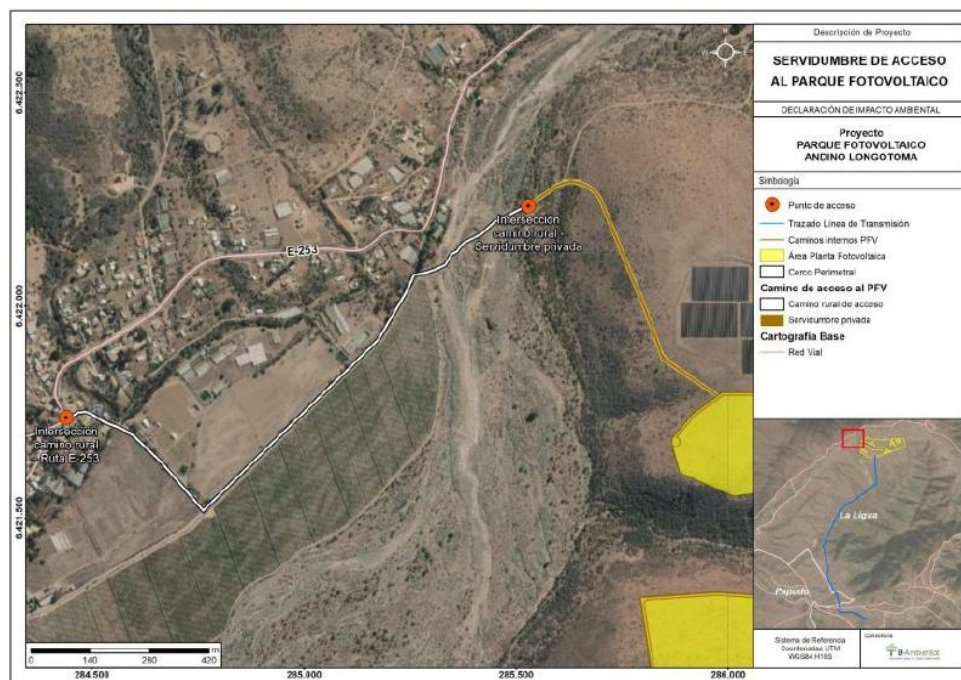 Descripción de Proyecto
SERVIDUMBRE DE ACCESO
AL PARQUE FOTOVOLTAICO
DECLARACIÓN DE IMPACTO AMBIENTAL
Proyecto
PARQUE FOTOVOLTAICO
ANDINO LONGOTOMA
Simbología
Punto de acceso
Trazado Línea de Transmisión
Caminos internos PFV
Área Planta Fotovoltaica
Cerco Perimetral
Camino de acceso al PFV
Camino rural de acceso
Servidumbre privada
Cartografía Base
Red Vial
La Ligua
Papudo
Sistema de Referencia
Coordenadas UTM
WGS84 H19S
Consultora
6.422.500
6.422.000
6.421.500
N
W
E
S
E-253
Intersección
camino rural -
Servidumbre privada
Intersección
camino rural
- Ruta E-253
m
0 140 280 420
284.500 285.000 285.500 286.000